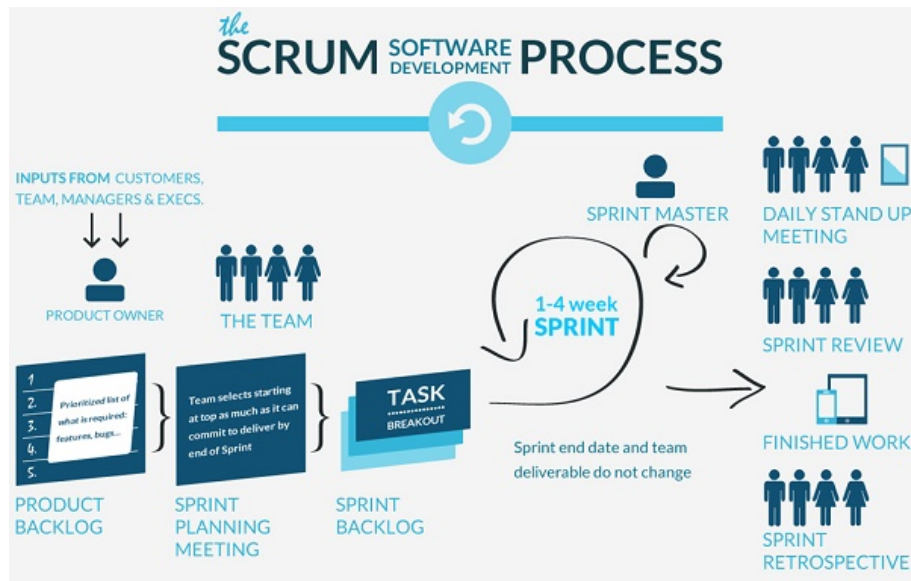 the
SCRUM SOFTWARE DEVELOPMENT PROCESS
INPUTS FROM CUSTOMERS,
TEAM, MANAGERS & EXECS.
PRODUCT OWNER
THE TEAM
SPRINT MASTER
1-4 week
SPRINT
DAILY STAND UP
MEETING
SPRINT REVIEW
FINISHED WORK
SPRINT
RETROSPECTIVE
1
2.
3.
4.
5.
Prioritized list of
what is required:
features, bugs...
PRODUCT
BACKLOG
Team selects starting
at top as much as it can
commit to deliver by
end of Sprint
SPRINT
PLANNING
MEETING
TASK
BREAKOUT
SPRINT
BACKLOG
Sprint end date and team
deliverable do not change